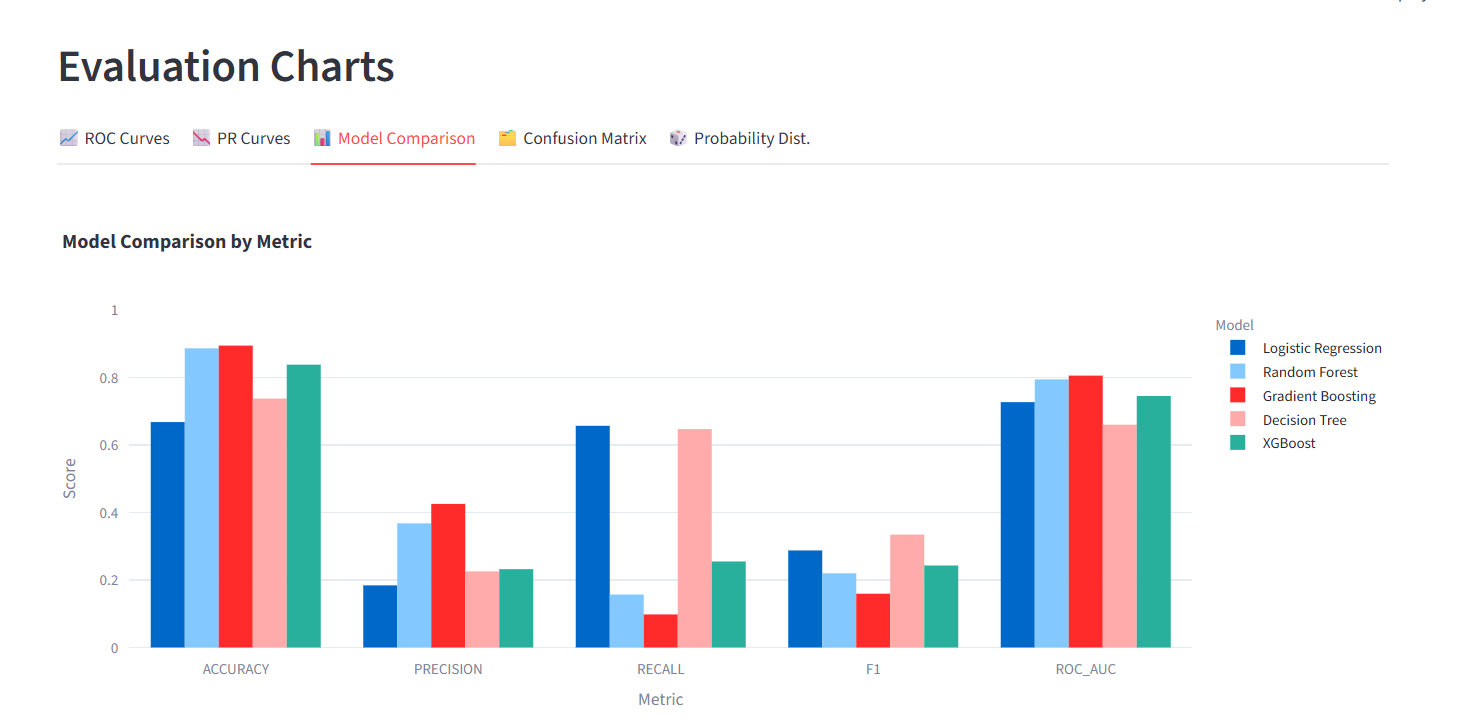 Evaluation Charts
ROC Curves PR Curves Model Comparison Confusion Matrix Probability Dist.
Model Comparison by Metric
1
0.8
0.6
0.4
0.2
0
Score
ACCURACY PRECISION RECALL F1 ROC_AUC
Metric
Model
Logistic Regression
Random Forest
Gradient Boosting
Decision Tree
XGBoost